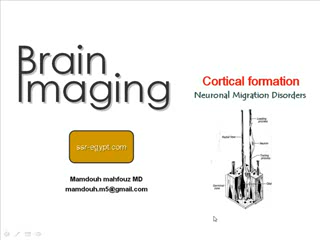 Brain
Imaging
Cortical formation
Neuronal Migration Disorders
ssr-egypt.com
Mamdouh mahfouz MD
mamdouh.m5@gmail.com